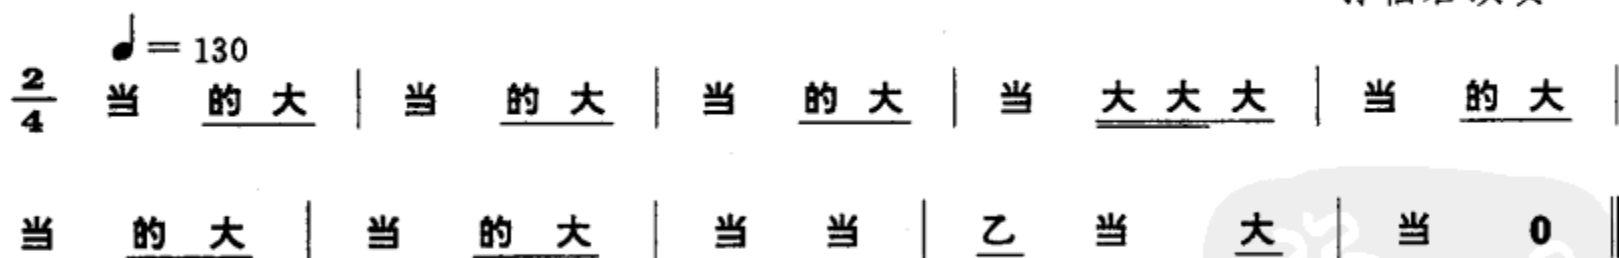 ♩= 130
2/4 当 的 大 | 当 的 大 | 当 的 大 | 当 大 大 大 | 当 的 大 |
当 的 大 | 当 的 大 | 当 当 | 乙 当 大 | 当 0 ‖